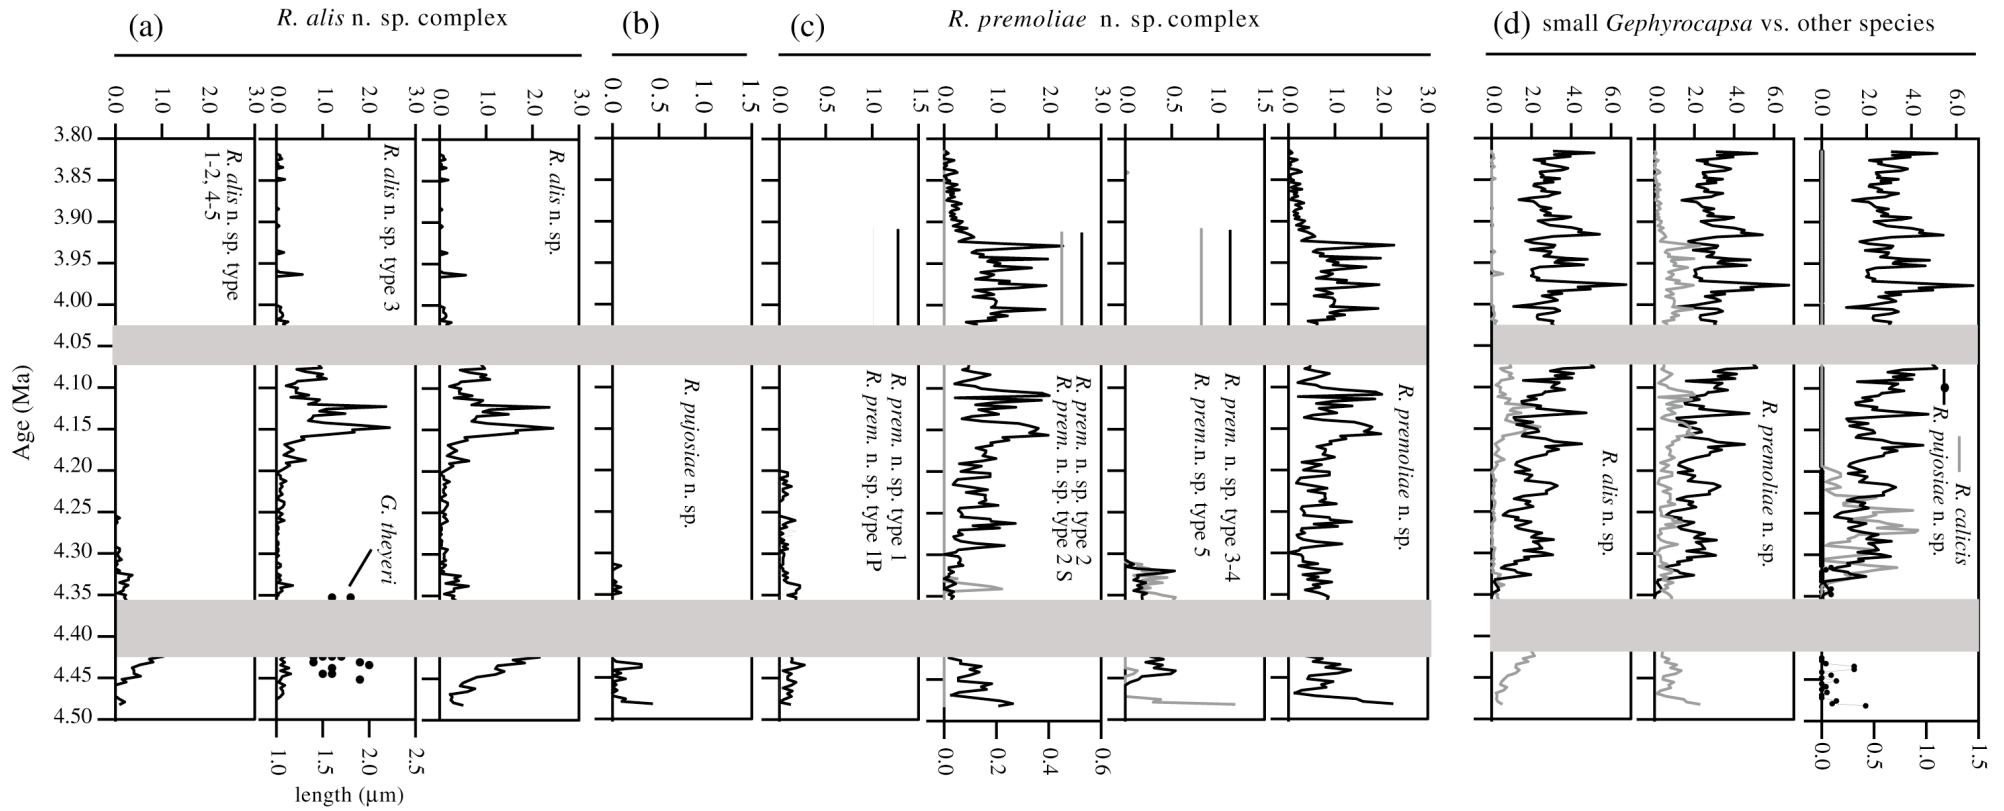 (a) R. alis n. sp. complex
(b)
(c) R. premoliae n. sp. complex
(d) small Gephyrocapsa vs. other species
0.0 1.0 2.0 3.0
0.0 1.0 2.0 3.0
0.0 1.0 2.0 3.0
0.0 0.5 1.0 1.5
0.0 0.5 1.0 1.5
0.0 1.0 2.0 3.0
0.0 0.5 1.0 1.5
0.0 1.0 2.0 3.0
0.0 2.0 4.0 6.0
0.0 2.0 4.0 6.0
0.0 2.0 4.0 6.0
Age (Ma)
3.80
3.85
3.90
3.95
4.00
4.05
4.10
4.15
4.20
4.25
4.30
4.35
4.40
4.45
4.50
R. alis n. sp. type
1-2, 4-5
R. alis n. sp. type 3
G. theyeri
R. alis n. sp.
R. pujosiae n. sp.
R. prem. n. sp. type 1
R. prem. n. sp. type 1P
R. prem. n. sp. type 2
R. prem. n. sp. type 2 S
R. prem. n. sp. type 3-4
R. prem.n. sp. type 5
R. premoliae n. sp.
R. alis n. sp.
R. premoliae n. sp.
R. calicis
R. pujosiae n. sp.
1.0 1.5 2.0 2.5
length (μm)
0.0 0.2 0.4 0.6
0.0 0.5 1.0 1.5